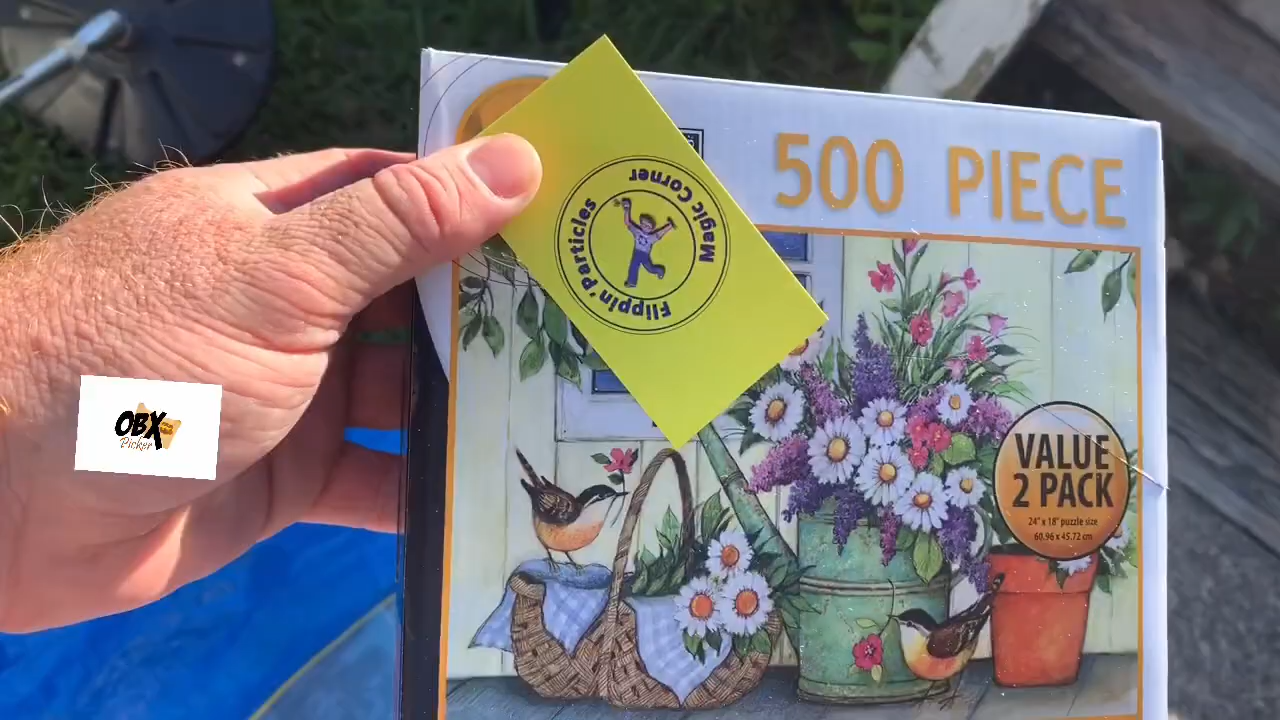 500 PIECE
Flippin' Particles
Magic Corner
VALUE
2 PACK
24" x 18" puzzle size
60.96 x 45.72 cm
OBX
Picker